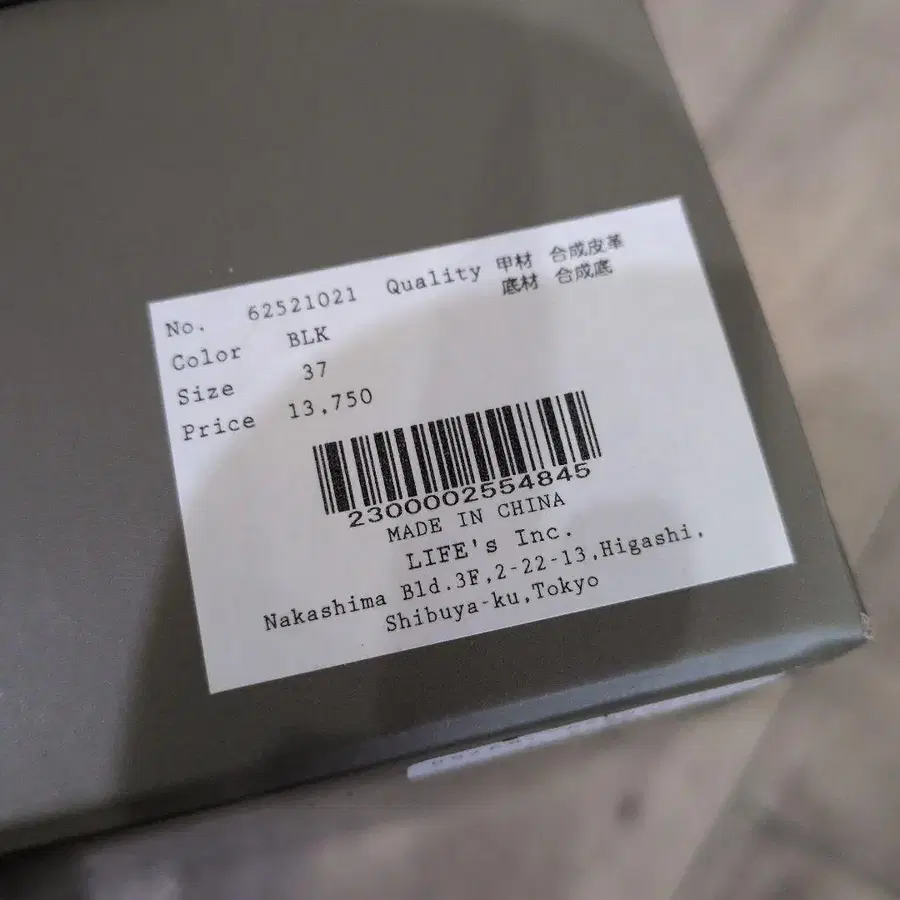 No. 62521021 Quality 甲材 合成皮革
底材 合成底
Color BLK
Size 37
Price 13,750
2300002554845
MADE IN CHINA
LIFE's Inc.
Nakashima Bld.3F,2-22-13,Higashi,
Shibuya-ku,Tokyo